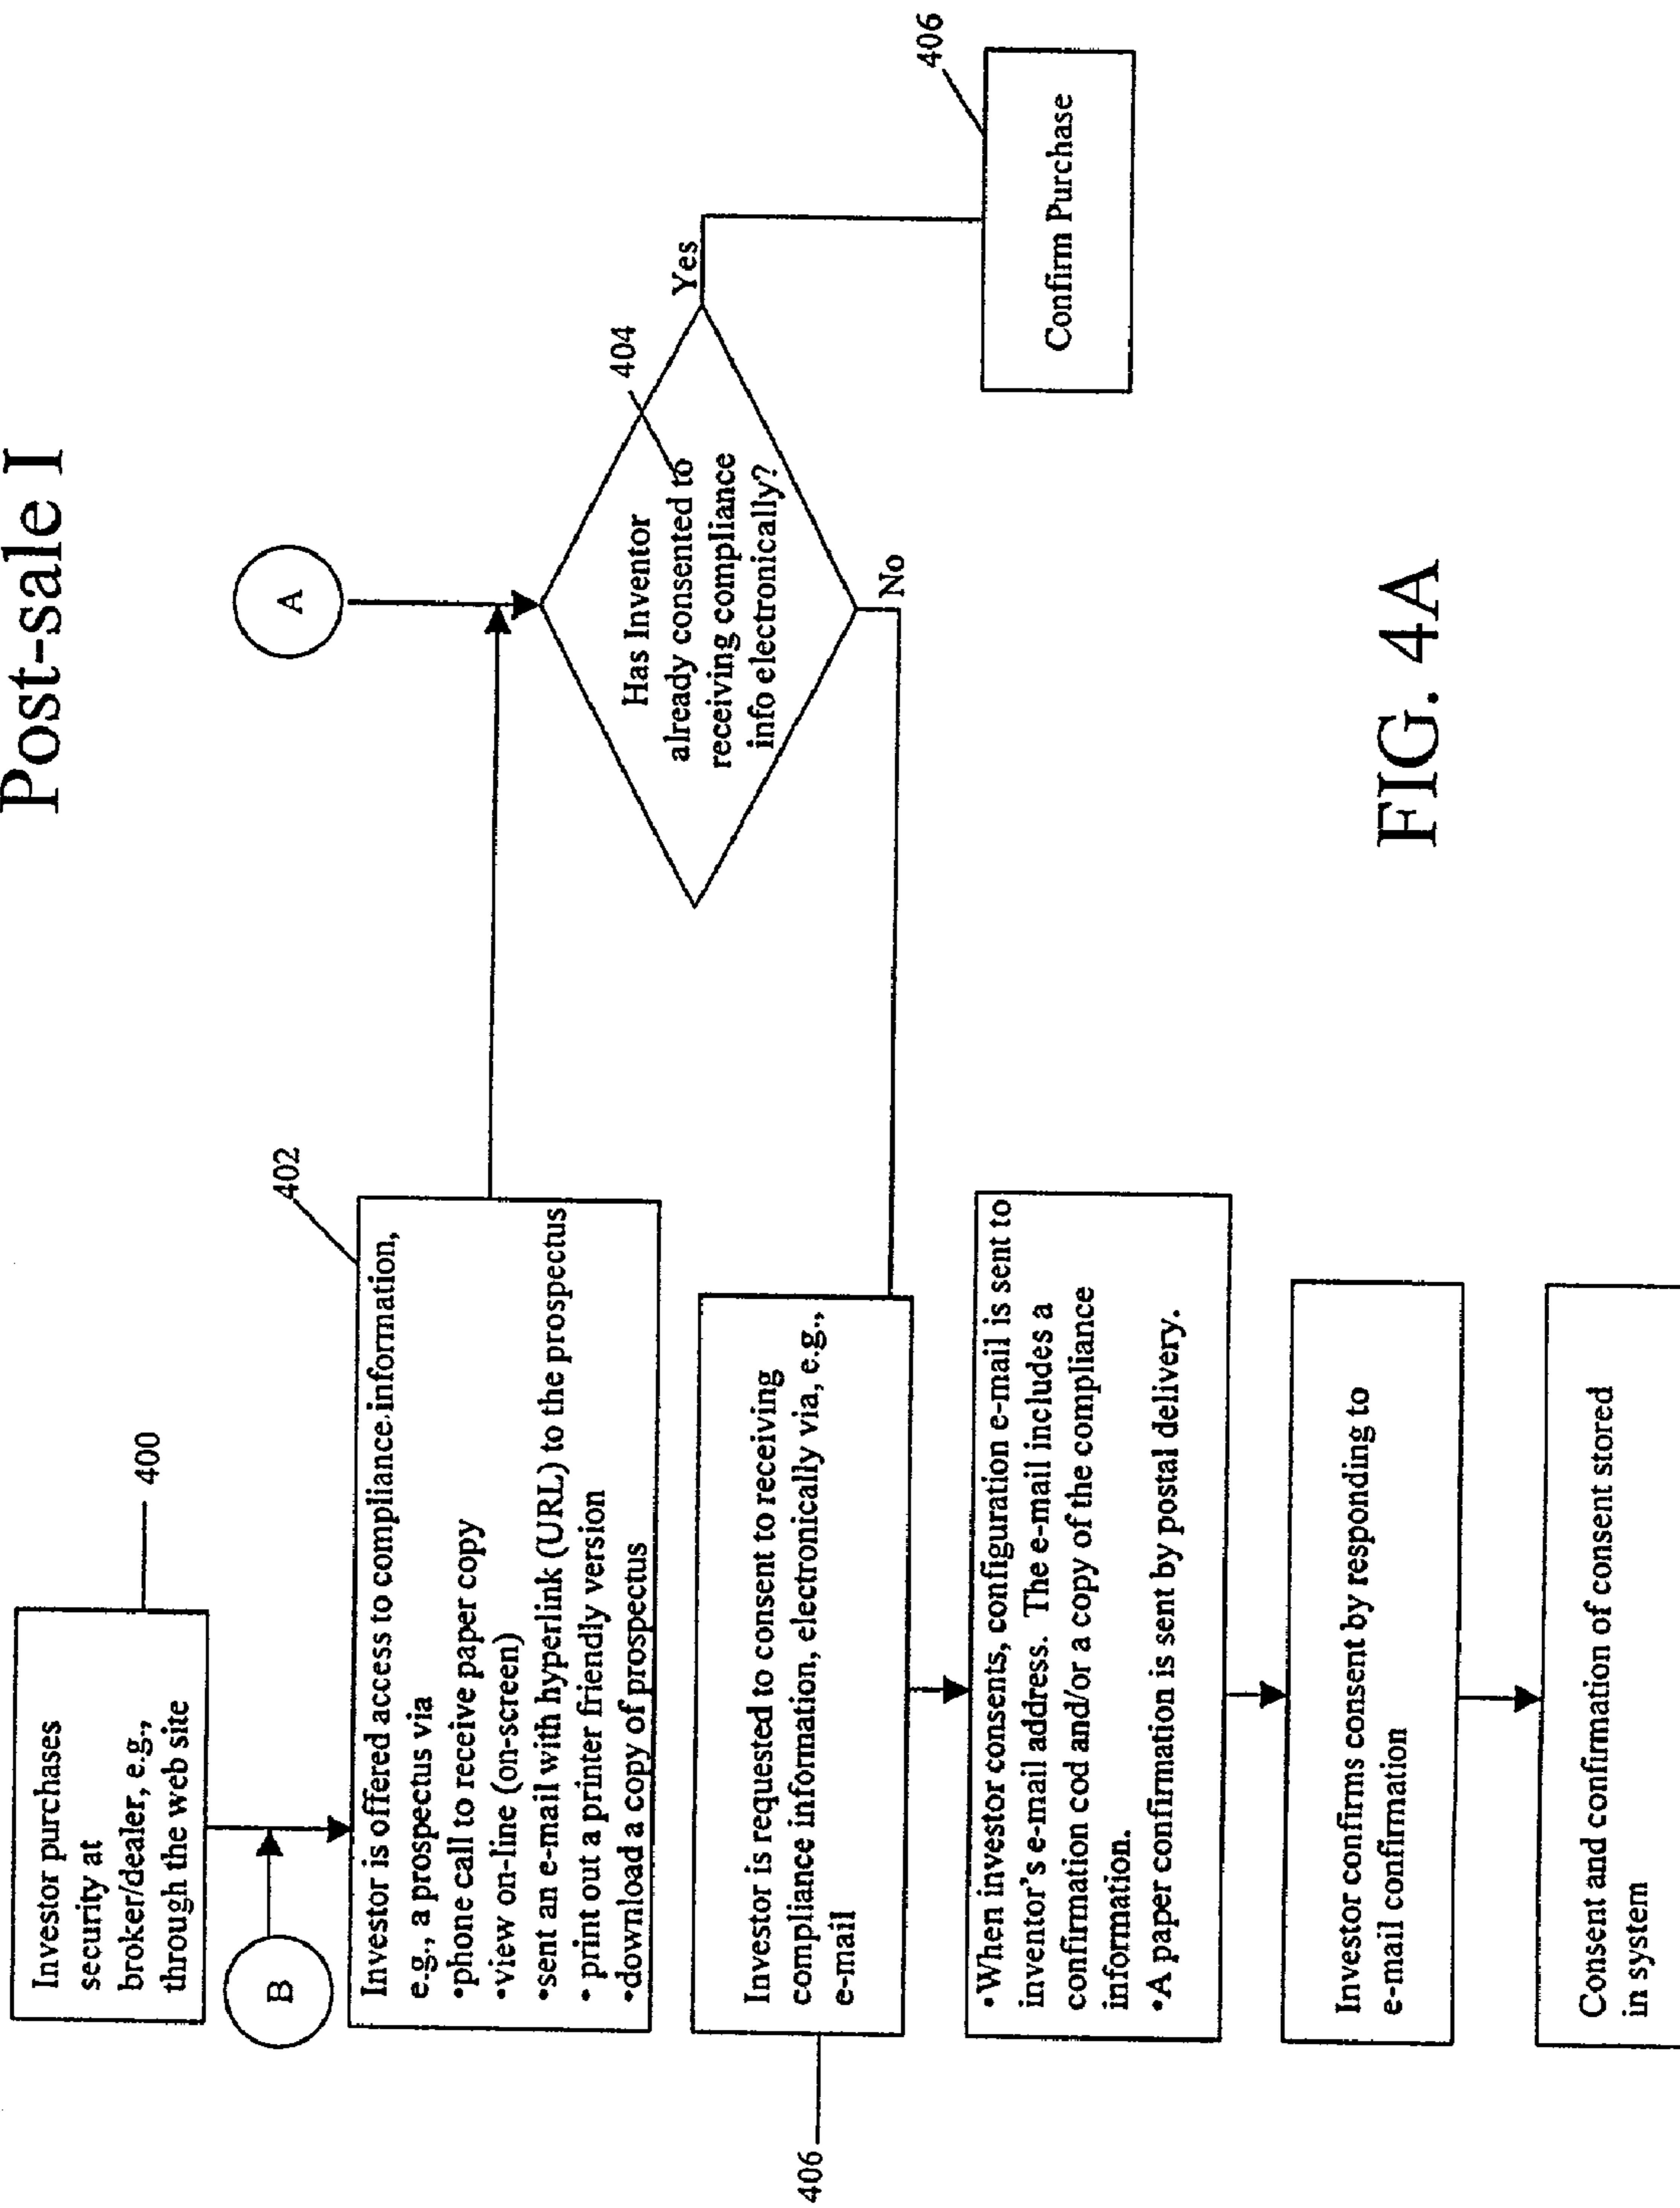 Post-sale I
Investor purchases
security at
broker/dealer, e.g.,
through the web site
400
B
402
Investor is offered access to compliance information,
e.g., a prospectus via
•phone call to receive paper copy
•view on-line (on-screen)
•sent an e-mail with hyperlink (URL) to the prospectus
• print out a printer friendly version
•download a copy of prospectus
A
404
Has Inventor
already consented to
receiving compliance
info electronically?
Yes
No
406
Confirm Purchase
406
Investor is requested to consent to receiving
compliance information, electronically via, e.g.,
e-mail
•When investor consents, configuration e-mail is sent to
inventor's e-mail address. The e-mail includes a
confirmation cod and/or a copy of the compliance
information.
•A paper confirmation is sent by postal delivery.
Investor confirms consent by responding to
e-mail confirmation
Consent and confirmation of consent stored
in system
FIG. 4A